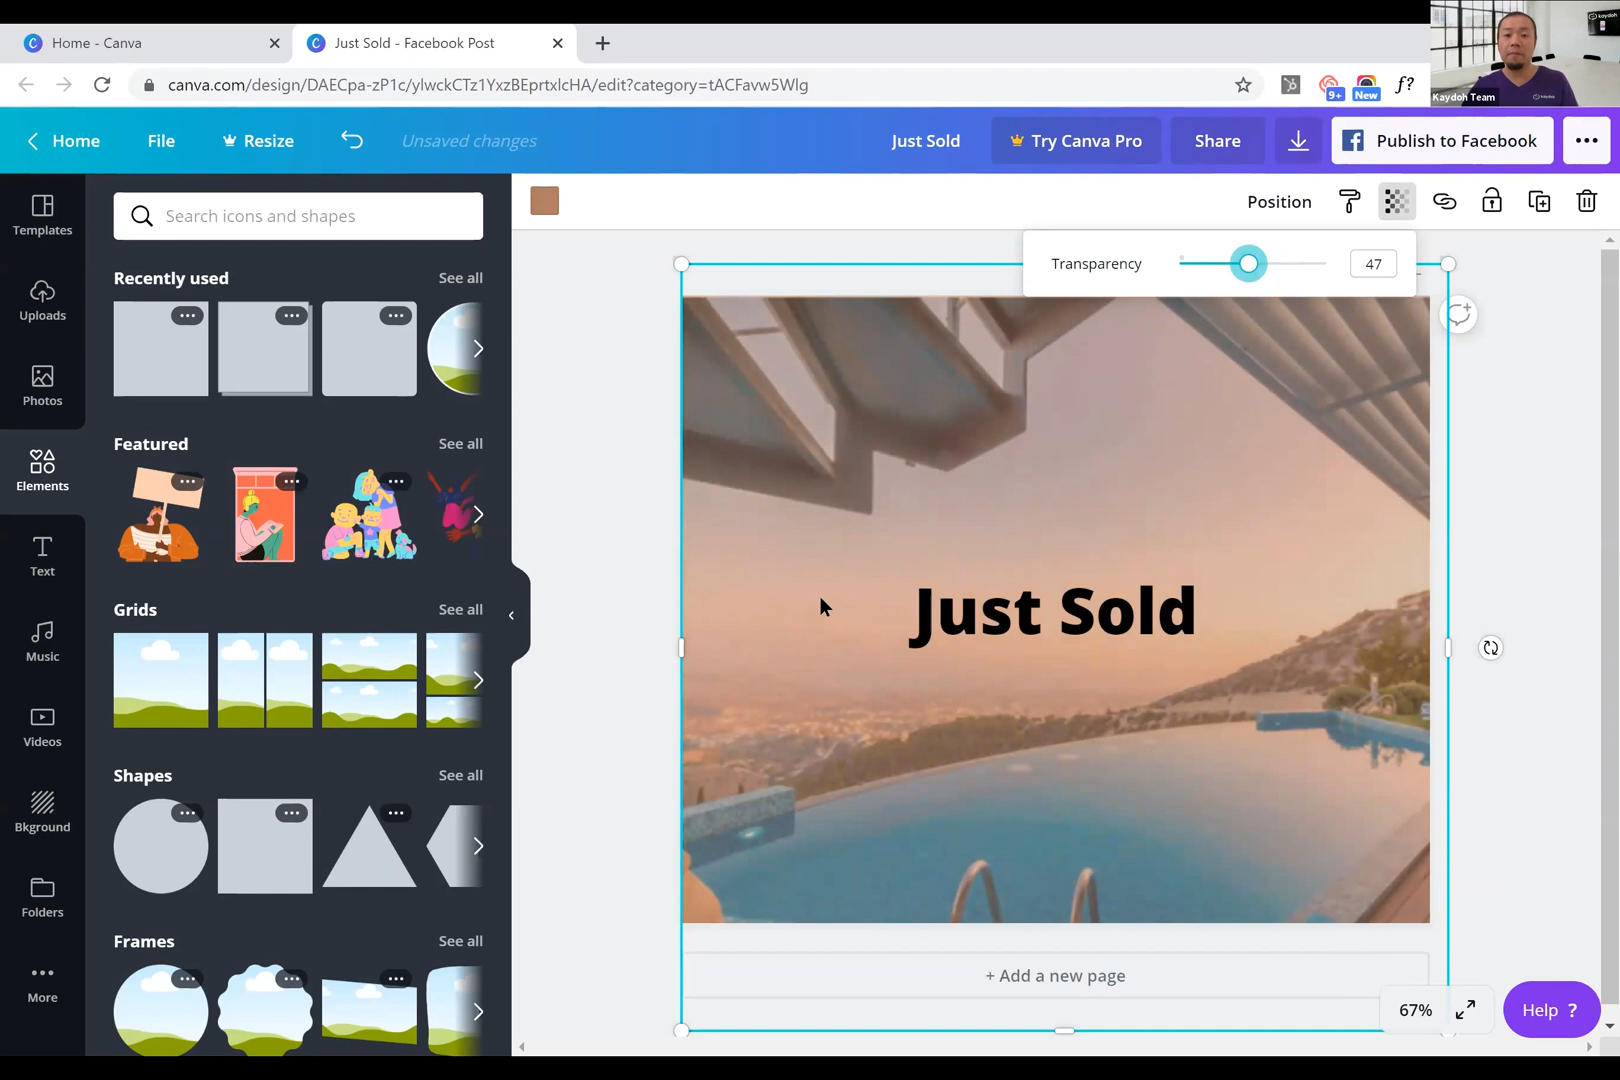 Home - Canva
Just Sold - Facebook Post
canva.com/design/DAECpa-zP1c/ylwckCTz1YxzBEprtxlcHA/edit?category=tACFavw5Wlg
9+
New
f?
kaydoh
Kaydoh Team
Home
File
Resize
Unsaved changes
Just Sold
Try Canva Pro
Share
Publish to Facebook
Templates
Uploads
Photos
Elements
Text
Music
Videos
Bkground
Folders
More
Search icons and shapes
Recently used
See all
Featured
See all
Grids
See all
Shapes
See all
Frames
See all
Position
Transparency
47
Just Sold
+ Add a new page
67%
Help ?